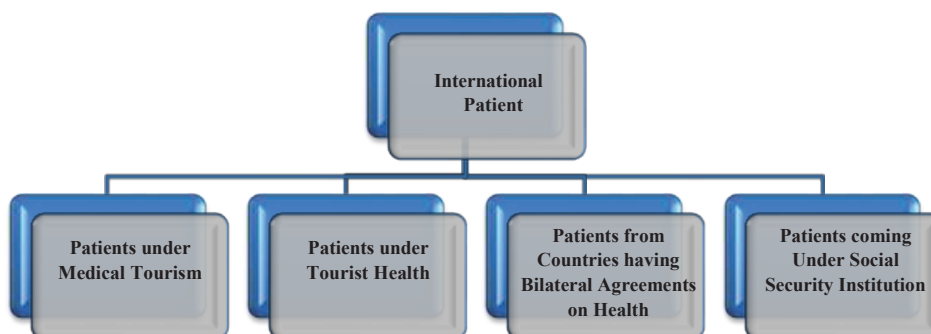 International
Patient
Patients under
Medical Tourism
Patients under
Tourist Health
Patients from
Countries having
Bilateral Agreements
on Health
Patients coming
Under Social
Security Institution